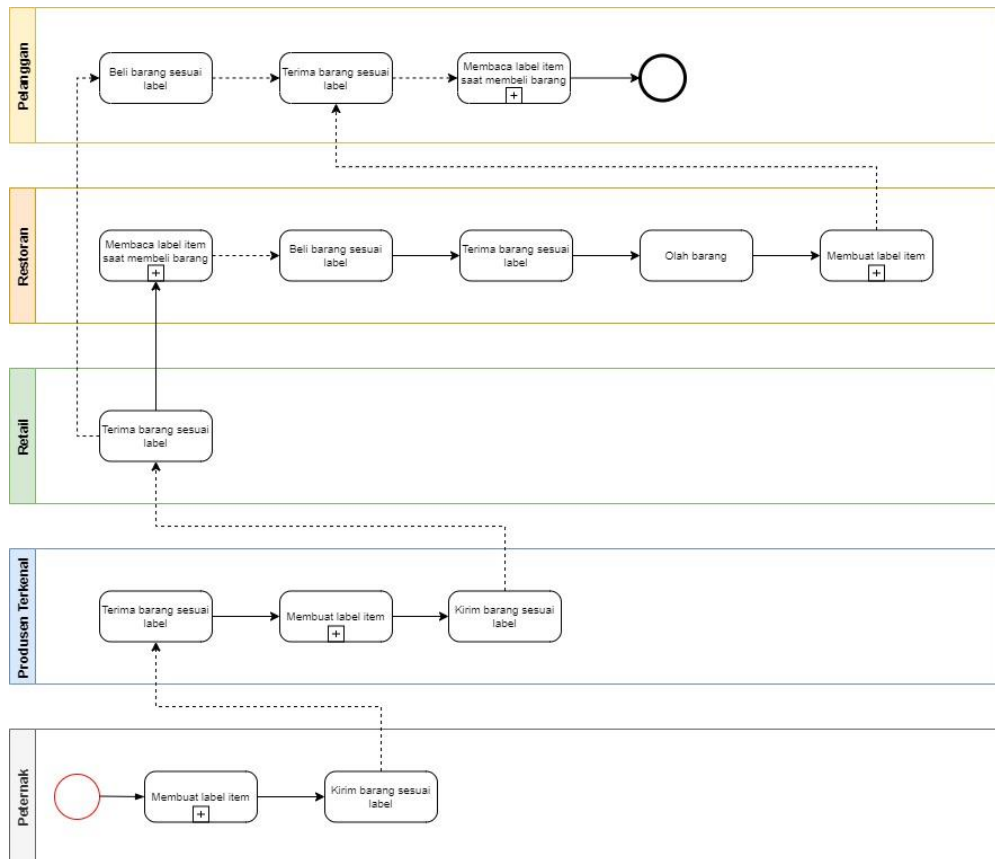 Pelanggan
Beli barang sesuai
label
Terima barang sesuai
label
Membaca label item
saat membeli barang
Restoran
Membaca label item
saat membeli barang
Beli barang sesuai
label
Terima barang sesuai
label
Olah barang
Membuat label item
Retail
Terima barang sesuai
label
Produsen Terkenal
Terima barang sesuai
label
Membuat label item
Kirim barang sesuai
label
Peternak
Membuat label item
Kirim barang sesuai
label